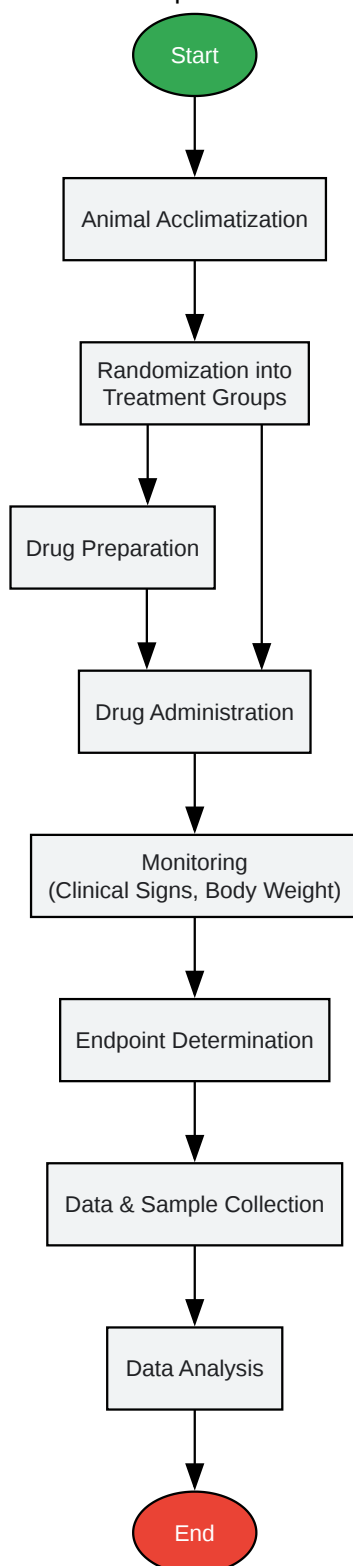 Start
Animal Acclimatization
Randomization into
Treatment Groups
Drug Preparation
Drug Administration
Monitoring
(Clinical Signs, Body Weight)
Endpoint Determination
Data & Sample Collection
Data Analysis
End